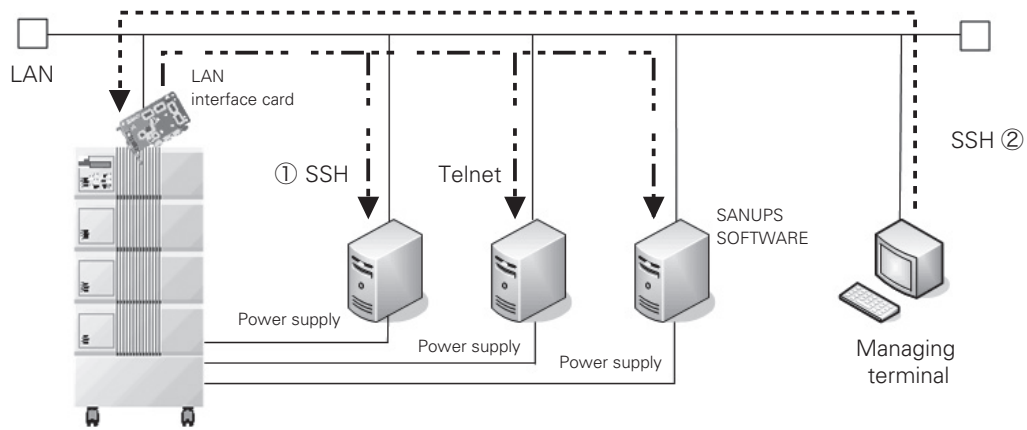 LAN
LAN
interface card
① SSH
Telnet
SSH ②
SANUPS
SOFTWARE
Power supply
Power supply
Power supply
Managing
terminal